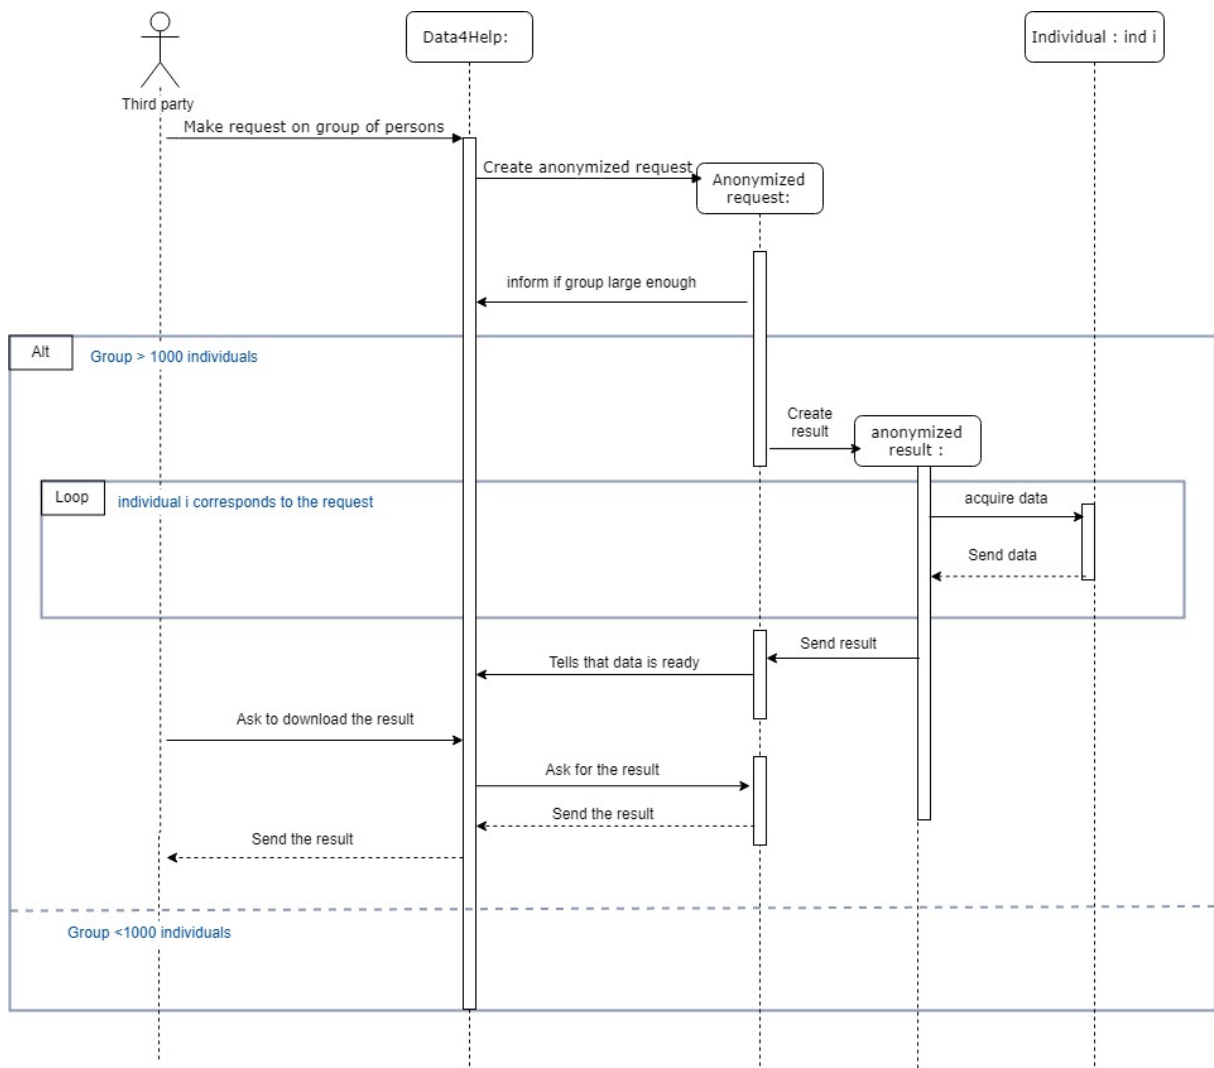 Data4Help:
Individual : ind i
Third party
Make request on group of persons
Create anonymized request
Anonymized
request:
inform if group large enough
Alt
Group > 1000 individuals
Create
result
anonymized
result :
Loop
individual i corresponds to the request
acquire data
Send data
Send result
Tells that data is ready
Ask to download the result
Ask for the result
Send the result
Send the result
Group <1000 individuals